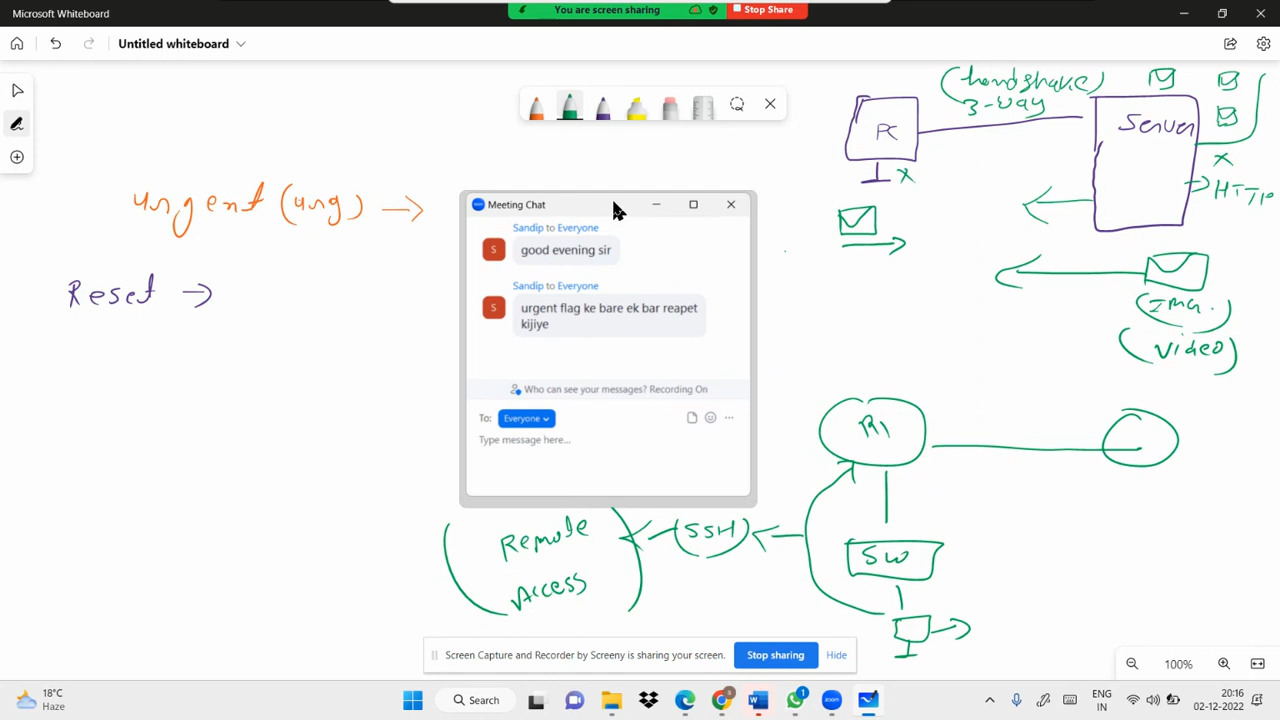 Microsoft Whiteboard
You are screen sharing
Stop Share
Untitled whiteboard
(handshake)
3-way
PC
Server
x
x
HTTP
urgent (urg) →
Reset →
Meeting Chat
Sandip to Everyone
S
good evening sir
Sandip to Everyone
S
urgent flag ke bare ek bar reapet
kijiye
Who can see your messages? Recording On
To: Everyone
Type message here...
(Img.)
(video)
R1
SW
(SSH)
(Remote
Access)
Screen Capture and Recorder by Screeny is sharing your screen.
Stop sharing
Hide
100%
18°C
Haze
Search
3
1
ENG
IN
20:16
02-12-2022